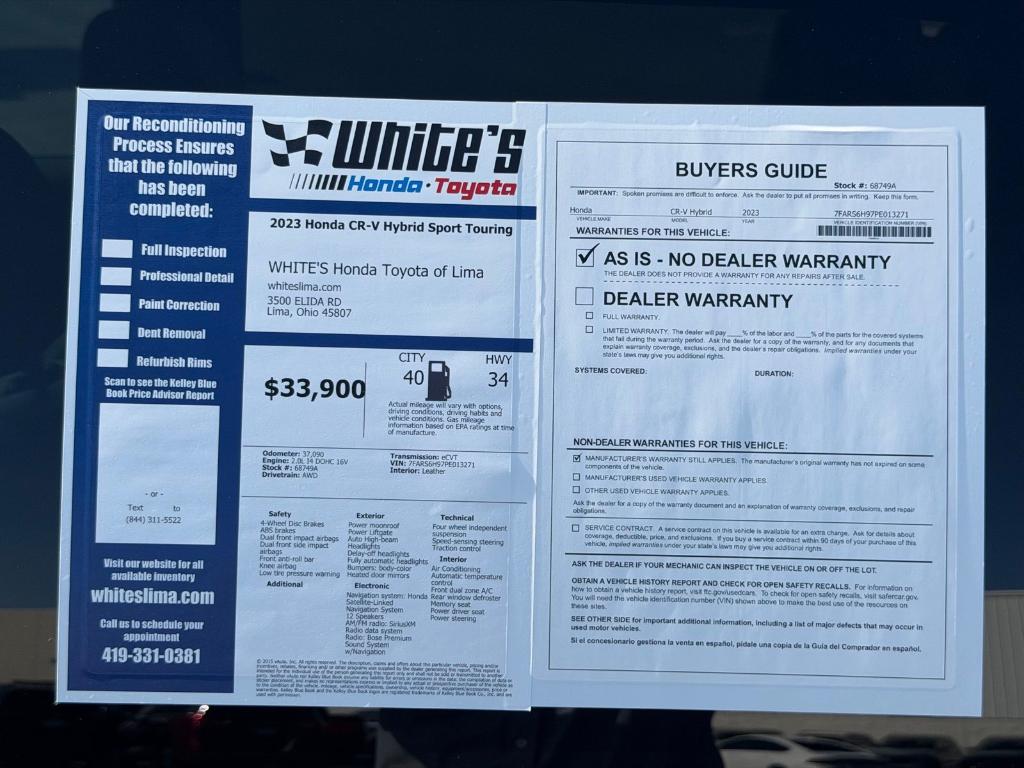 Our Reconditioning
Process Ensures
that the following
has been
completed:
Full Inspection
Professional Detail
Paint Correction
Dent Removal
Refurbish Rims
Scan to see the Kelley Blue
Book Price Advisor Report
- or -
Text to
(844) 311-5522
Visit our website for all
available inventory
whiteslima.com
Call us to schedule your
appointment
419-331-0381
White's
Honda · Toyota
2023 Honda CR-V Hybrid Sport Touring
WHITE'S Honda Toyota of Lima
whiteslima.com
3500 ELIDA RD
Lima, Ohio 45807
$33,900
CITY
40
HWY
34
Actual mileage will vary with options,
driving conditions, driving habits and
vehicle conditions. Gas mileage
information based on EPA ratings at time
of manufacture.
Odometer: 37,090
Engine: 2.0L I4 DOHC 16V
Stock #: 68749A
Drivetrain: AWD
Transmission: eCVT
VIN: 7FARS6H97PE013271
Interior: Leather
Safety
4-Wheel Disc Brakes
ABS brakes
Dual front impact airbags
Dual front side impact
airbags
Front anti-roll bar
Knee airbag
Low tire pressure warning
Additional
Exterior
Power moonroof
Power Liftgate
Auto High-beam
Headlights
Delay-off headlights
Fully automatic headlights
Bumpers: body-color
Heated door mirrors
Electronic
Navigation system: Honda
Satellite-Linked
Navigation System
12 Speakers
AM/FM radio: SiriusXM
Radio data system
Radio: Bose Premium
Sound System
w/Navigation
Technical
Four wheel independent
suspension
Speed-sensing steering
Traction control
Interior
Air Conditioning
Automatic temperature
control
Front dual zone A/C
Rear window defroster
Memory seat
Power driver seat
Power steering
BUYERS GUIDE
Stock #: 68749A
IMPORTANT: Spoken promises are difficult to enforce. Ask the dealer to put all promises in writing. Keep this form.
Honda CR-V Hybrid 2023 7FARS6H97PE013271
VEHICLE MAKE MODEL YEAR VEHICLE IDENTIFICATION NUMBER (VIN)
WARRANTIES FOR THIS VEHICLE:
AS IS - NO DEALER WARRANTY
THE DEALER DOES NOT PROVIDE A WARRANTY FOR ANY REPAIRS AFTER SALE.
DEALER WARRANTY
FULL WARRANTY.
LIMITED WARRANTY. The dealer will pay ____% of the labor and ____% of the parts for the covered systems
that fail during the warranty period. Ask the dealer for a copy of the warranty, and for any documents that
explain warranty coverage, exclusions, and the dealer's repair obligations. Implied warranties under your
state's laws may give you additional rights.
SYSTEMS COVERED: DURATION:
NON-DEALER WARRANTIES FOR THIS VEHICLE:
MANUFACTURER'S WARRANTY STILL APPLIES. The manufacturer's original warranty has not expired on some
components of the vehicle.
MANUFACTURER'S USED VEHICLE WARRANTY APPLIES.
OTHER USED VEHICLE WARRANTY APPLIES.
Ask the dealer for a copy of the warranty document and an explanation of warranty coverage, exclusions, and repair
obligations.
SERVICE CONTRACT. A service contract on this vehicle is available for an extra charge. Ask for details about
coverage, deductible, price, and exclusions. If you buy a service contract within 90 days of your purchase of
this vehicle, implied warranties under your state's laws may give you additional rights.
ASK THE DEALER IF YOUR MECHANIC CAN INSPECT THE VEHICLE ON OR OFF THE LOT.
OBTAIN A VEHICLE HISTORY REPORT AND CHECK FOR OPEN SAFETY RECALLS. For information on
how to obtain a vehicle history report, visit ftc.gov/usedcars. To check for open safety recalls, visit safercar.gov.
You will need the vehicle identification number (VIN) shown above to make the best use of the resources on
these sites.
SEE OTHER SIDE for important additional information, including a list of major defects that may occur in
used motor vehicles.
Si el concesionario gestiona la venta en español, pídale una copia de la Guía del Comprador en español.